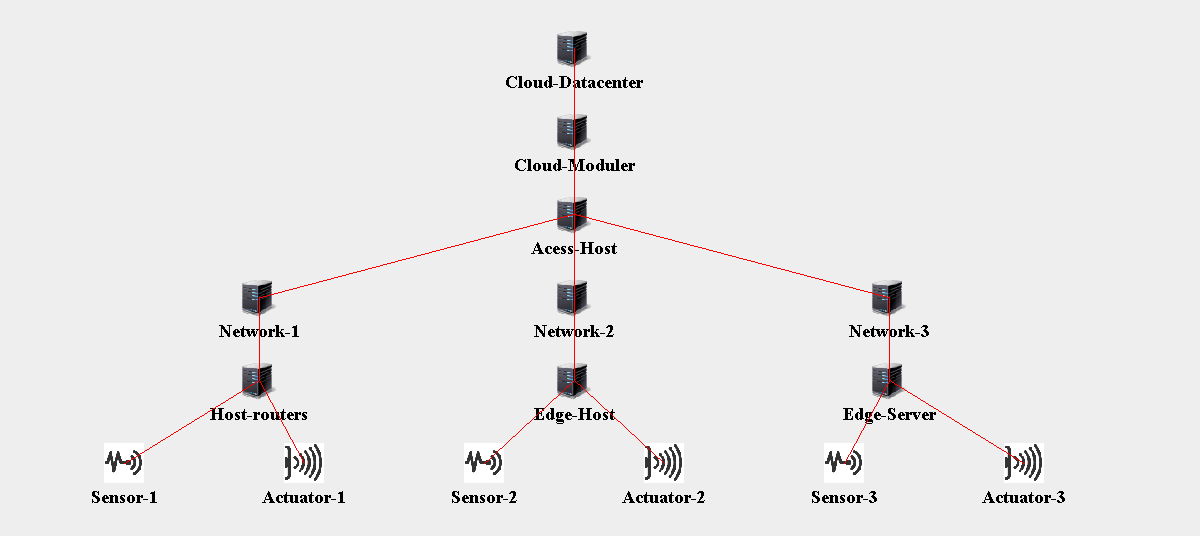 Cloud-Datacenter
Cloud-Moduler
Acess-Host
Network-1 Network-2 Network-3
Host-routers Edge-Host Edge-Server
Sensor-1 Actuator-1 Sensor-2 Actuator-2 Sensor-3 Actuator-3